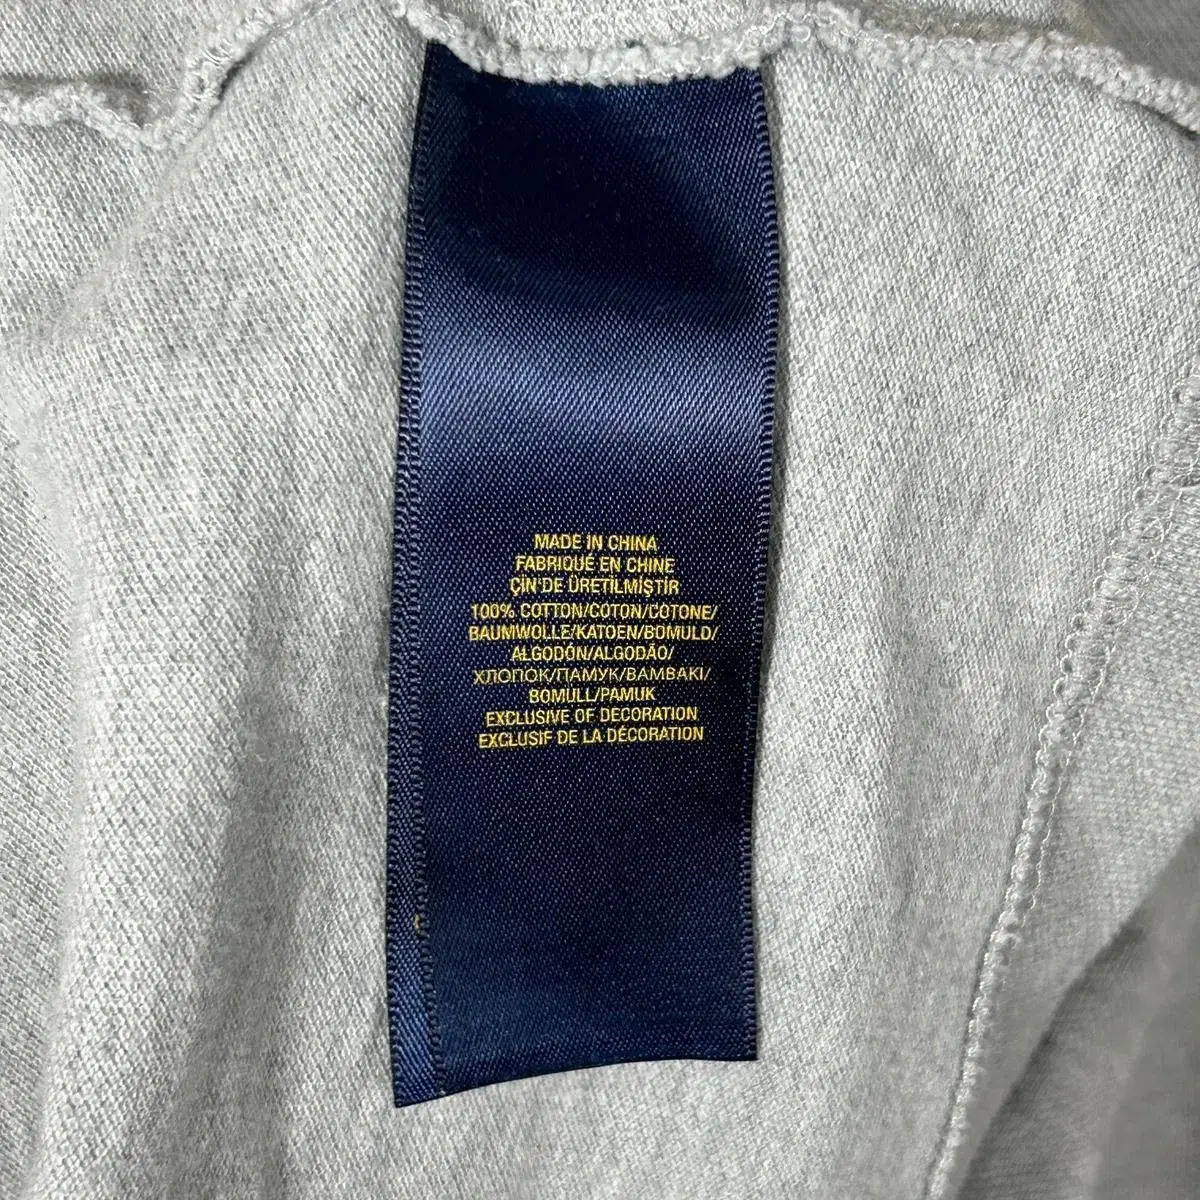 MADE IN CHINA
FABRIQUÉ EN CHINE
ÇİN'DE ÜRETİLMİŞTİR
100% COTTON/COTON/COTONE/
BAUMWOLLE/KATOEN/BOMULD/
ALGODÓN/ALGODÃO/
ХЛОПОК/ПАМУК/BAMBAKI/
BOMULL/PAMUK
EXCLUSIVE OF DECORATION
EXCLUSIF DE LA DÉCORATION